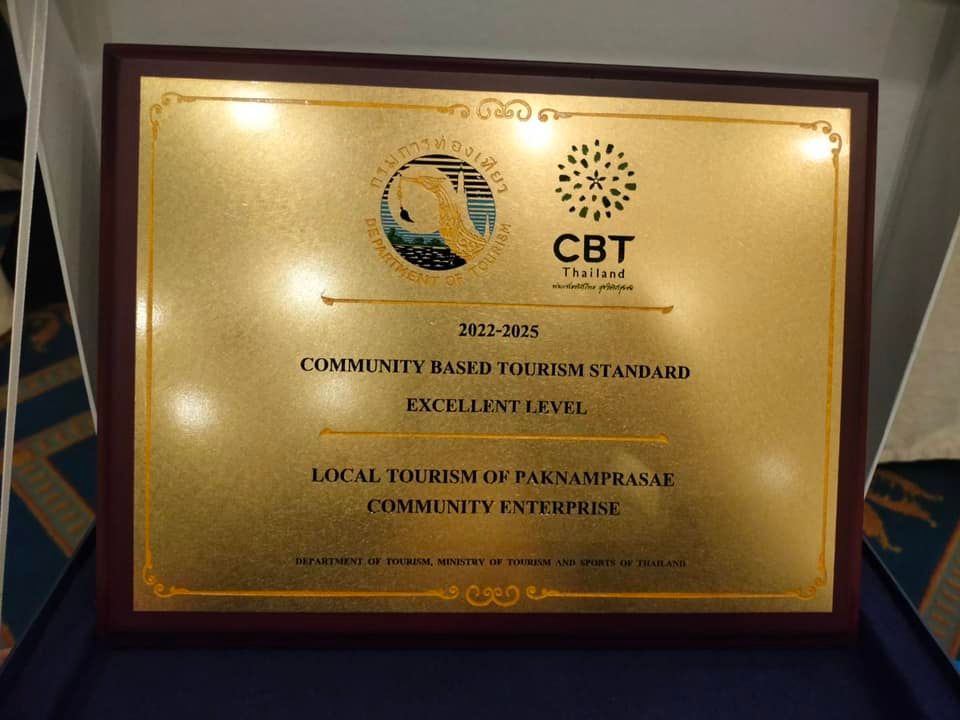 กรมการท่องเที่ยว
DEPARTMENT OF TOURISM
CBT
Thailand
2022-2025
COMMUNITY BASED TOURISM STANDARD
EXCELLENT LEVEL
LOCAL TOURISM OF PAKNAMPRASAE
COMMUNITY ENTERPRISE
DEPARTMENT OF TOURISM, MINISTRY OF TOURISM AND SPORTS OF THAILAND